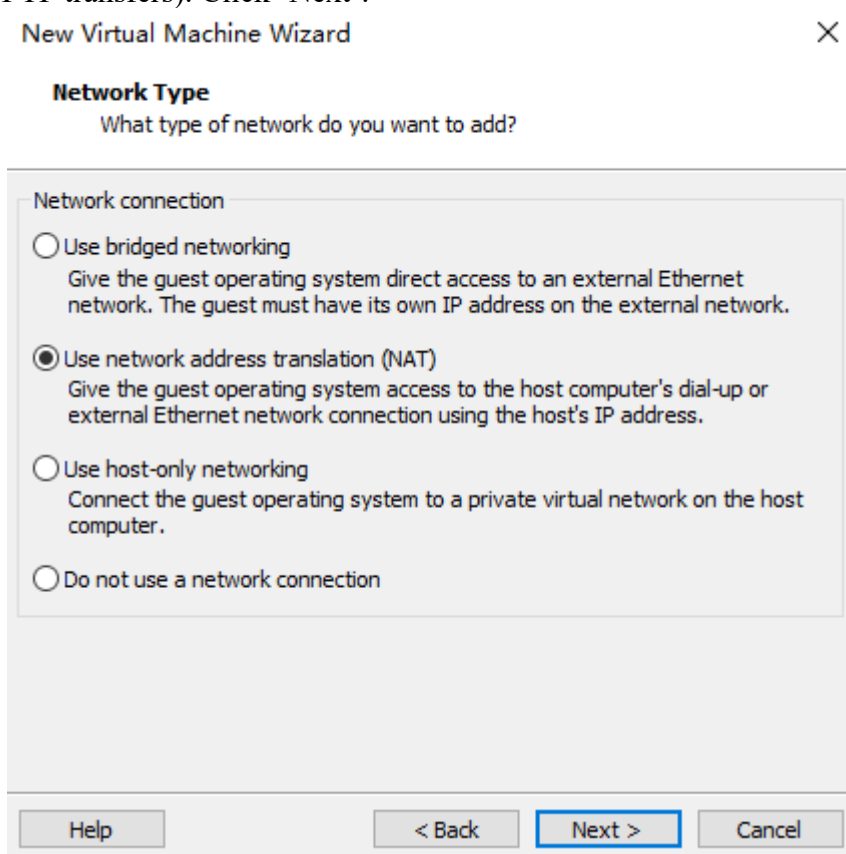 transfers). Click "Next".
New Virtual Machine Wizard
Network Type
What type of network do you want to add?
Network connection
Use bridged networking
Give the guest operating system direct access to an external Ethernet
network. The guest must have its own IP address on the external network.
Use network address translation (NAT)
Give the guest operating system access to the host computer's dial-up or
external Ethernet network connection using the host's IP address.
Use host-only networking
Connect the guest operating system to a private virtual network on the host
computer.
Do not use a network connection
Help
< Back
Next >
Cancel